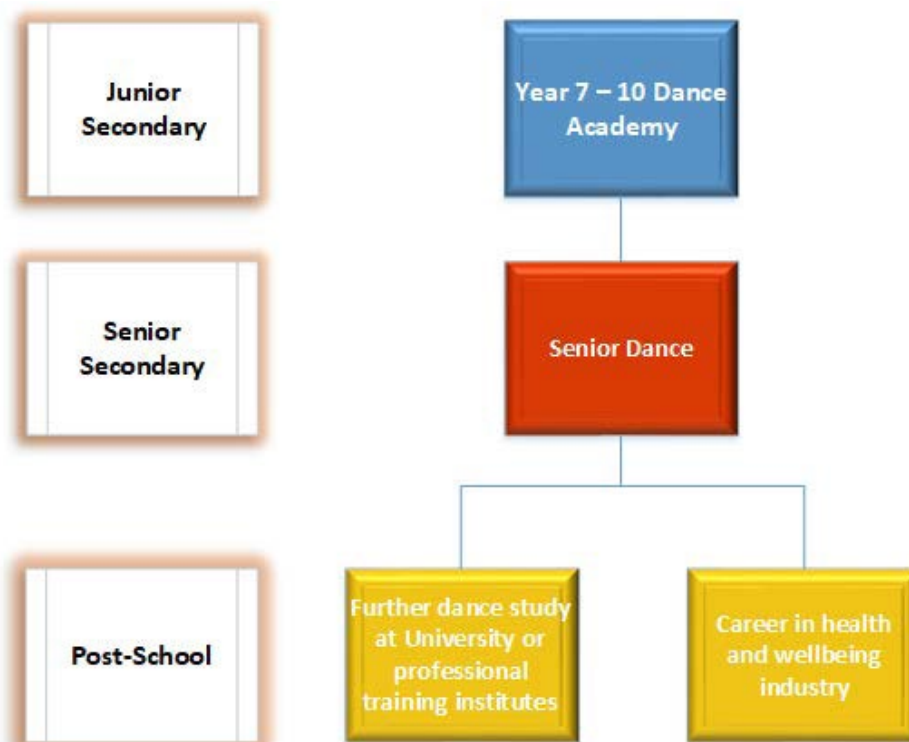 Junior
Secondary
Year 7 – 10 Dance
Academy
Senior
Secondary
Senior Dance
Post-School
Further dance study
at University or
professional
training institutes
Career in health
and wellbeing
industry